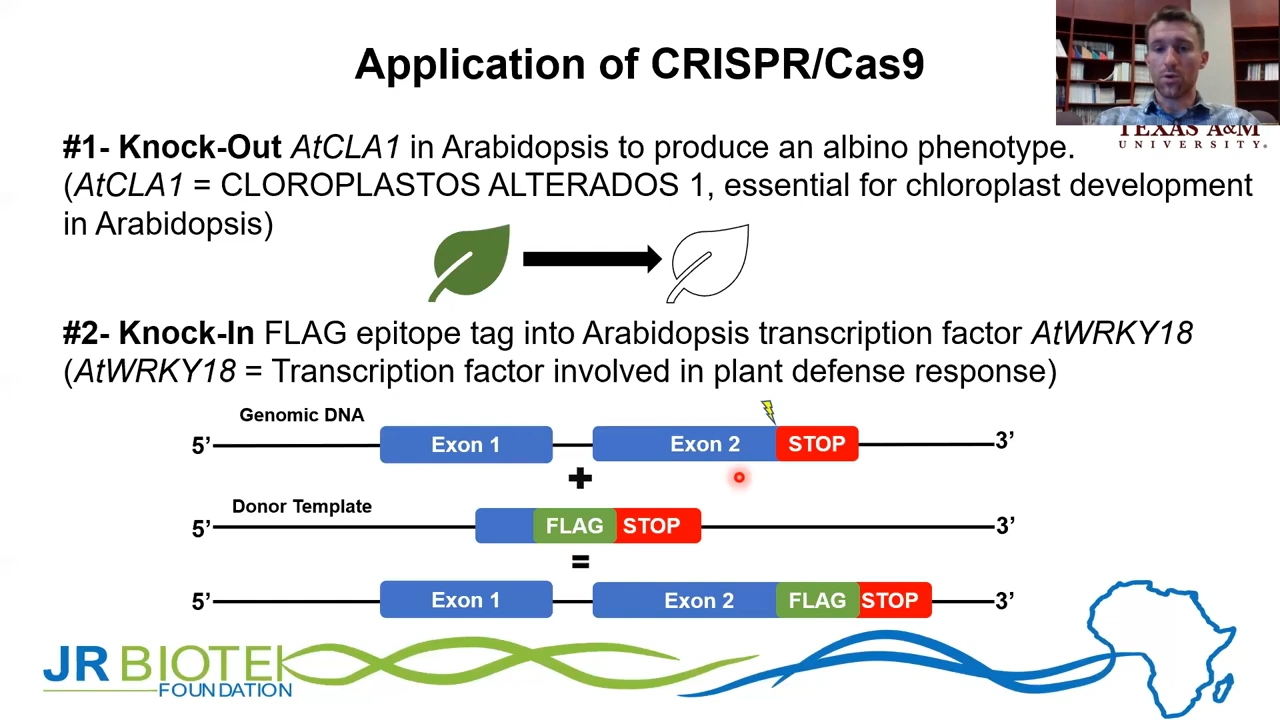 Application of CRISPR/Cas9
TEXAS A&M
UNIVERSITY®
#1- Knock-Out AtCLA1 in Arabidopsis to produce an albino phenotype.
(AtCLA1 = CLOROPLASTOS ALTERADOS 1, essential for chloroplast development
in Arabidopsis)
#2- Knock-In FLAG epitope tag into Arabidopsis transcription factor AtWRKY18
(AtWRKY18 = Transcription factor involved in plant defense response)
Genomic DNA
5’ Exon 1 Exon 2 STOP 3’
+
Donor Template
5’ FLAG STOP 3’
=
5’ Exon 1 Exon 2 FLAG STOP 3’
JR BIOTEK
FOUNDATION